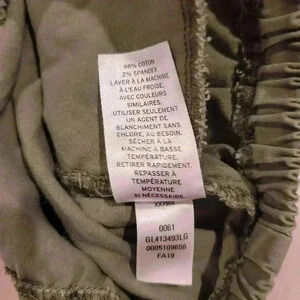 98% COTON
2% SPANDEX
LAVER À LA MACHINE
À L'EAU FROIDE,
AVEC COULEURS
SIMILAIRES.
UTILISER SEULEMENT
UN AGENT DE
BLANCHIMENT SANS
CHLORE, AU BESOIN.
SÉCHER À LA
MACHINE À BASSE
TEMPÉRATURE.
RETIRER RAPIDEMENT.
REPASSER À
TEMPÉRATURE
MOYENNE
SI NÉCESSAIRE.
0061
GL413493LG
0005109658
FA19